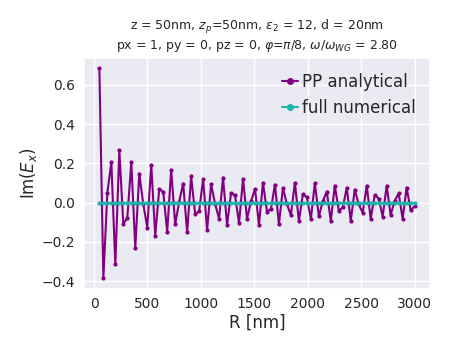 z = 50nm, z_p=50nm, ε₂ = 12, d = 20nm
px = 1, py = 0, pz = 0, φ=π/8, ω/ω_WG = 2.80
PP analytical
full numerical
Im(E_x)
0.6
0.4
0.2
0.0
−0.2
−0.4
0 500 1000 1500 2000 2500 3000
R [nm]